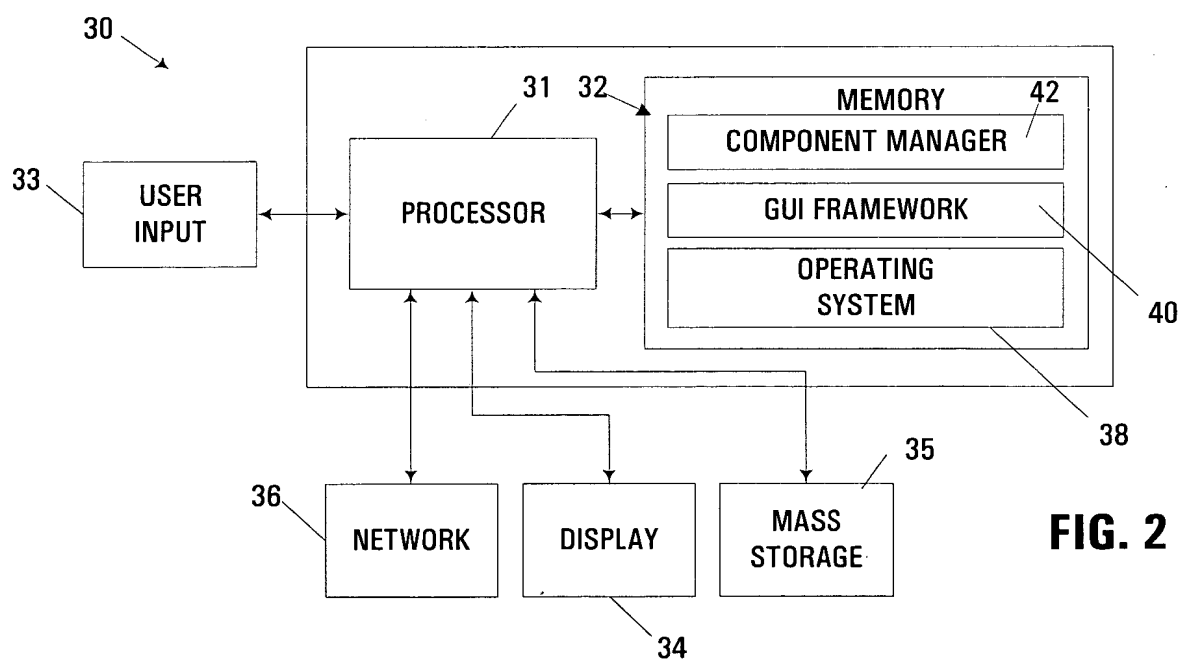 30
31
32
MEMORY
42
COMPONENT MANAGER
33
USER
INPUT
PROCESSOR
GUI FRAMEWORK
OPERATING
SYSTEM
40
38
35
36
NETWORK
DISPLAY
MASS
STORAGE
FIG. 2
34